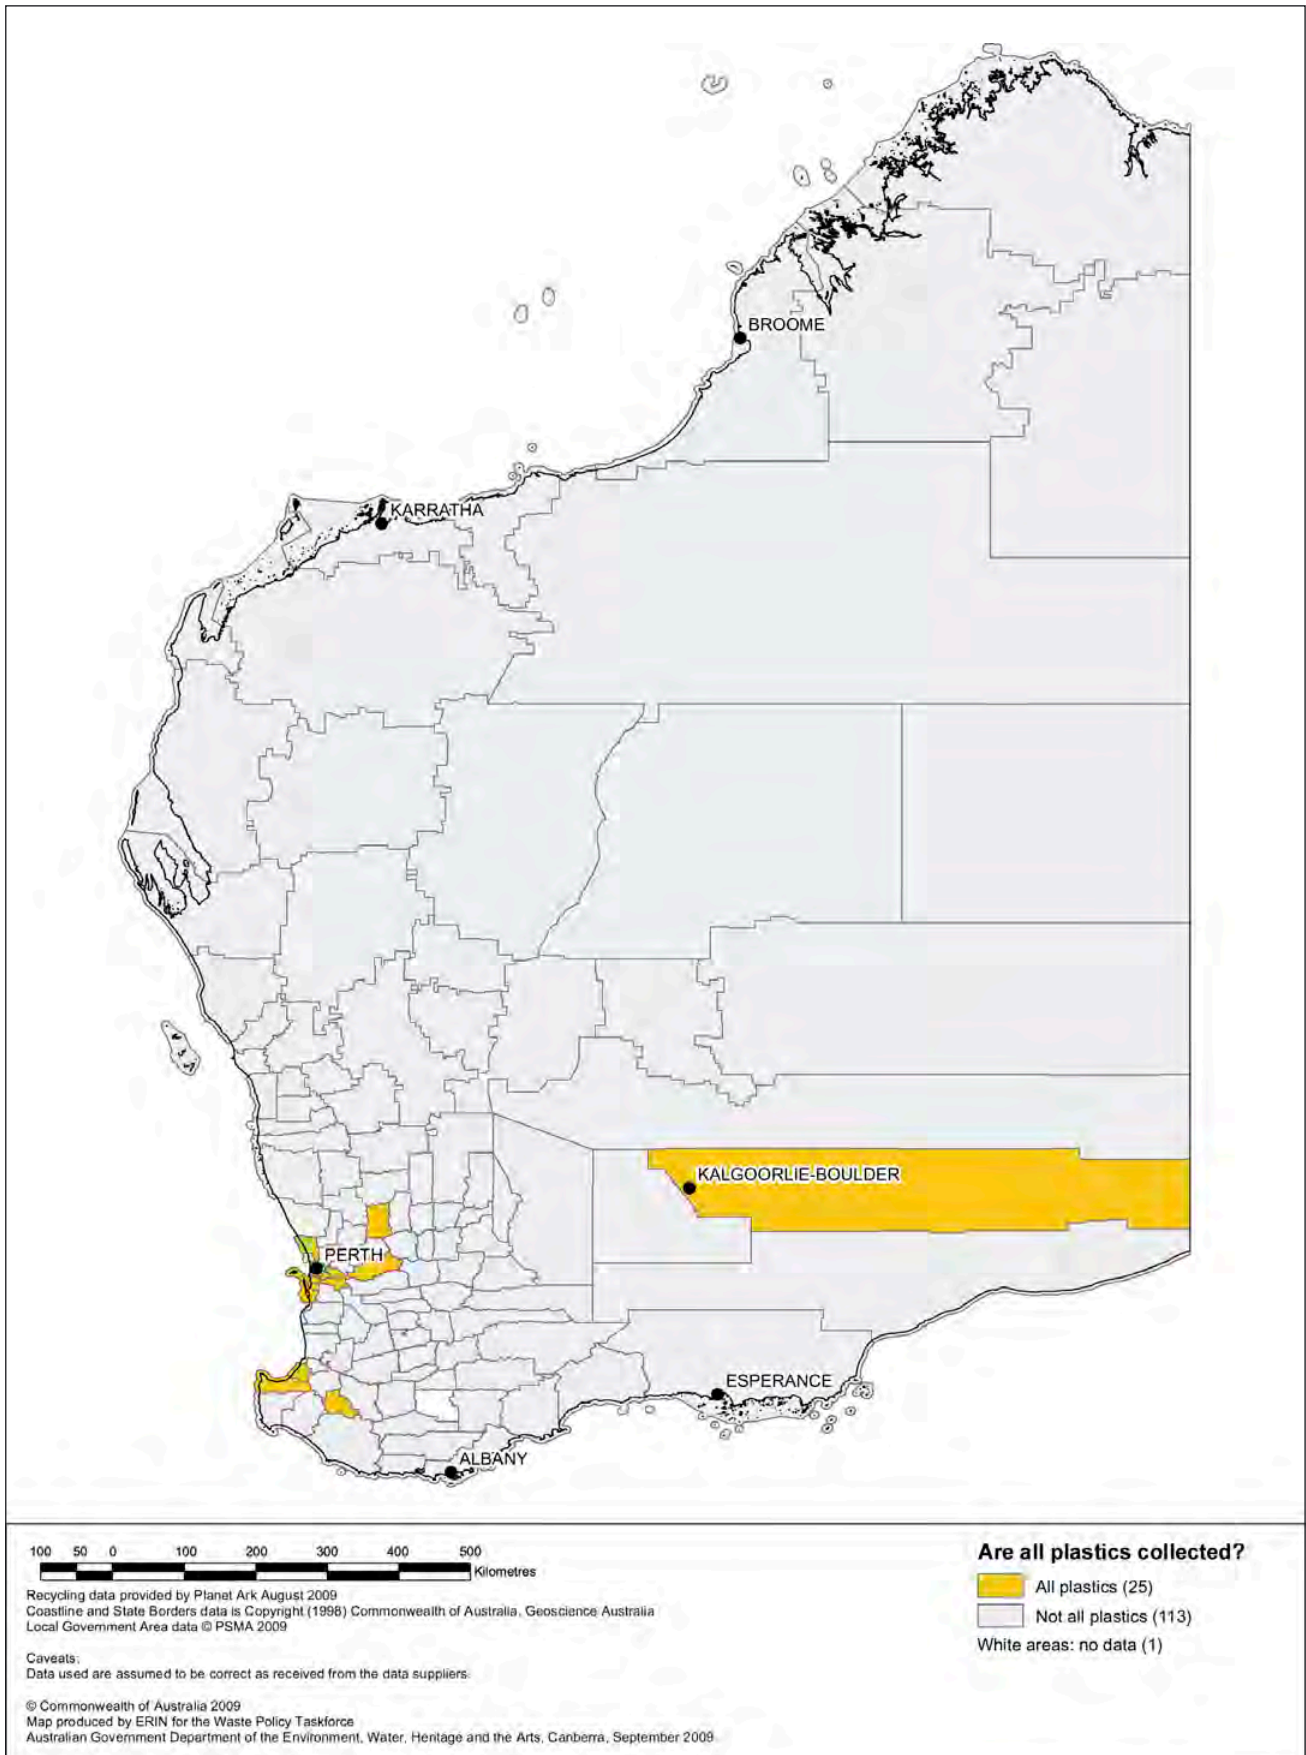 BROOME
KARRATHA
KALGOORLIE-BOULDER
PERTH
ESPERANCE
ALBANY
100 50 0 100 200 300 400 500
Kilometres
Recycling data provided by Planet Ark August 2009
Coastline and State Borders data is Copyright (1998) Commonwealth of Australia, Geoscience Australia
Local Government Area data © PSMA 2009
Caveats:
Data used are assumed to be correct as received from the data suppliers.
© Commonwealth of Australia 2009
Map produced by ERIN for the Waste Policy Taskforce
Australian Government Department of the Environment, Water, Heritage and the Arts, Canberra, September 2009
Are all plastics collected?
All plastics (25)
Not all plastics (113)
White areas: no data (1)